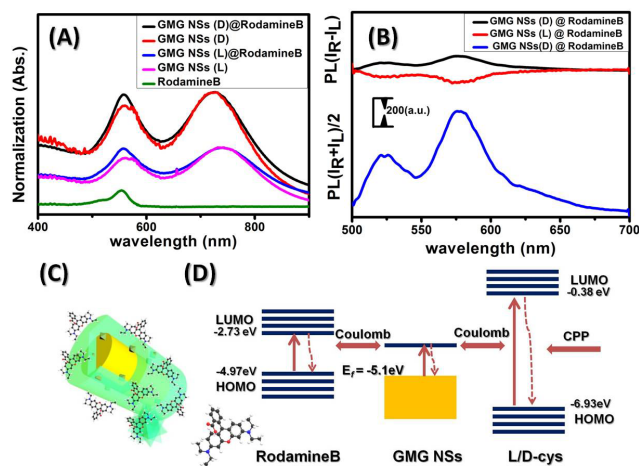 (A)
GMG NSs (D)@RodamineB
GMG NSs (D)
GMG NSs (L)@RodamineB
GMG NSs (L)
RodamineB
Normalization (Abs.)
400 500 600 700 800
wavelength (nm)
(B)
GMG NSs (D) @ RodamineB
GMG NSs (L) @ RodamineB
GMG NSs(D) @ RodamineB
PL(IR-IL)
PL(IR+IL)/2
200(a.u.)
500 550 600 650 700
wavelength (nm)
(C)
(D)
LUMO
-2.73 eV
-4.97eV
HOMO
Coulomb
Ef = -5.1eV
Coulomb
LUMO
-0.38 eV
CPP
-6.93eV
HOMO
RodamineB
GMG NSs
L/D-cys